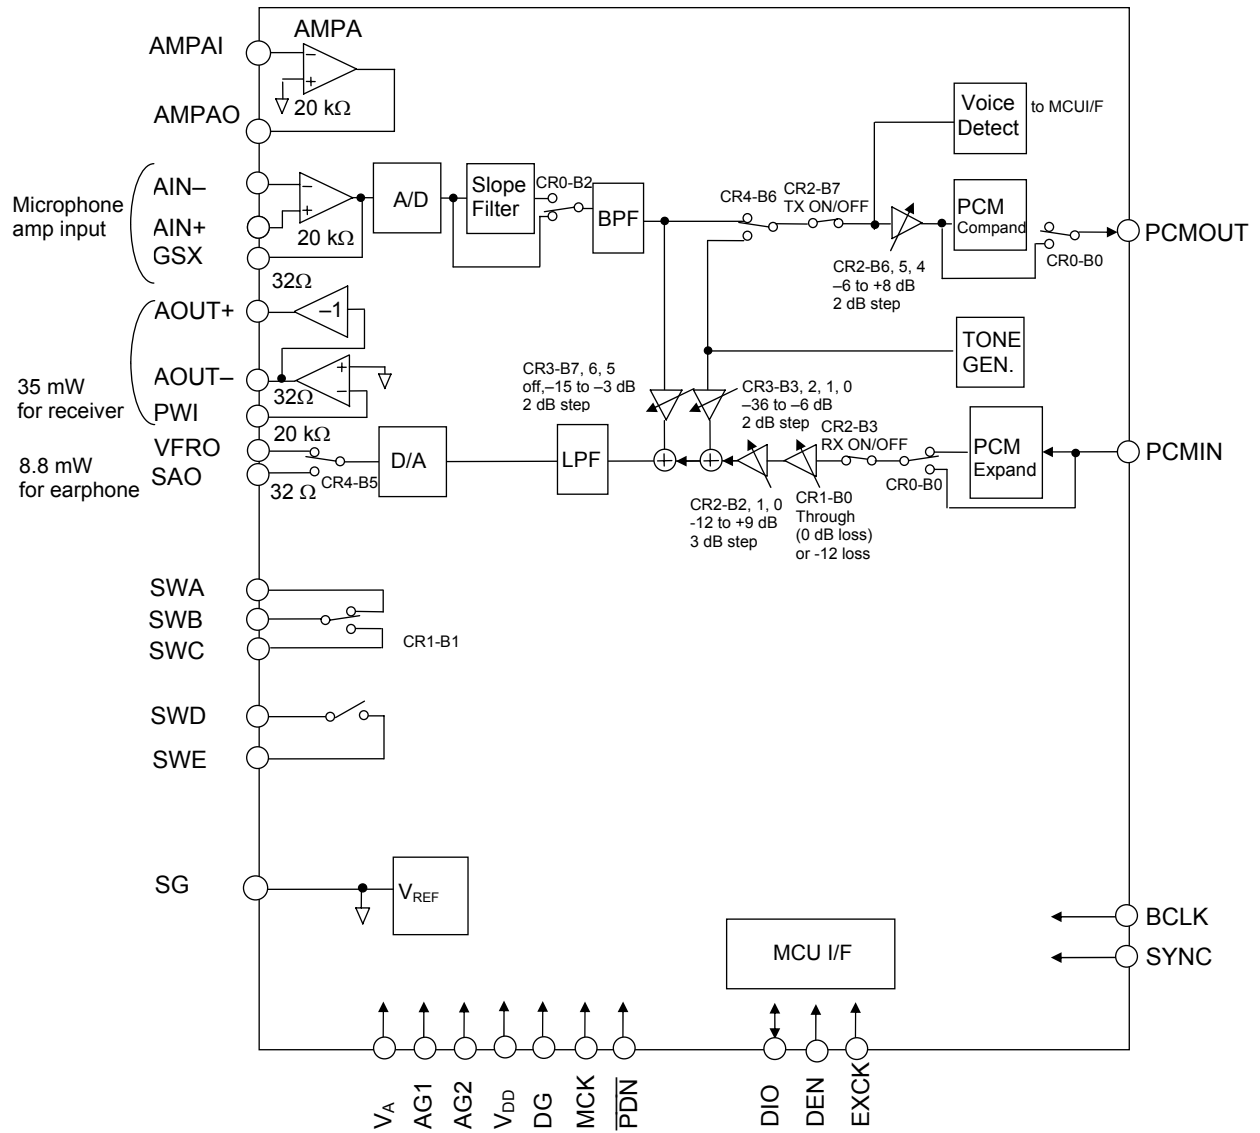 AMPAI
AMPA
–
+
20 kΩ
AMPAO
Microphone
amp input
AIN–
AIN+
GSX
–
+
20 kΩ
A/D
Slope
Filter
CR0-B2
BPF
CR4-B6
CR2-B7
TX ON/OFF
Voice
Detect
to MCUI/F
CR2-B6, 5, 4
–6 to +8 dB
2 dB step
PCM
Compand
CR0-B0
PCMOUT
35 mW
for receiver
AOUT+
AOUT–
PWI
32Ω
–1
+
–
32Ω
CR3-B7, 6, 5
off,–15 to –3 dB
2 dB step
CR3-B3, 2, 1, 0
–36 to –6 dB
2 dB step
TONE
GEN.
8.8 mW
for earphone
VFRO
SAO
20 kΩ
32 Ω
CR4-B5
D/A
LPF
+
+
CR2-B2, 1, 0
-12 to +9 dB
3 dB step
CR1-B0
Through
(0 dB loss)
or -12 loss
CR2-B3
RX ON/OFF
CR0-B0
PCM
Expand
PCMIN
SWA
SWB
SWC
CR1-B1
SWD
SWE
SG
VREF
MCU I/F
BCLK
SYNC
VA
AG1
AG2
VDD
DG
MCK
PDN
DIO
DEN
EXCK